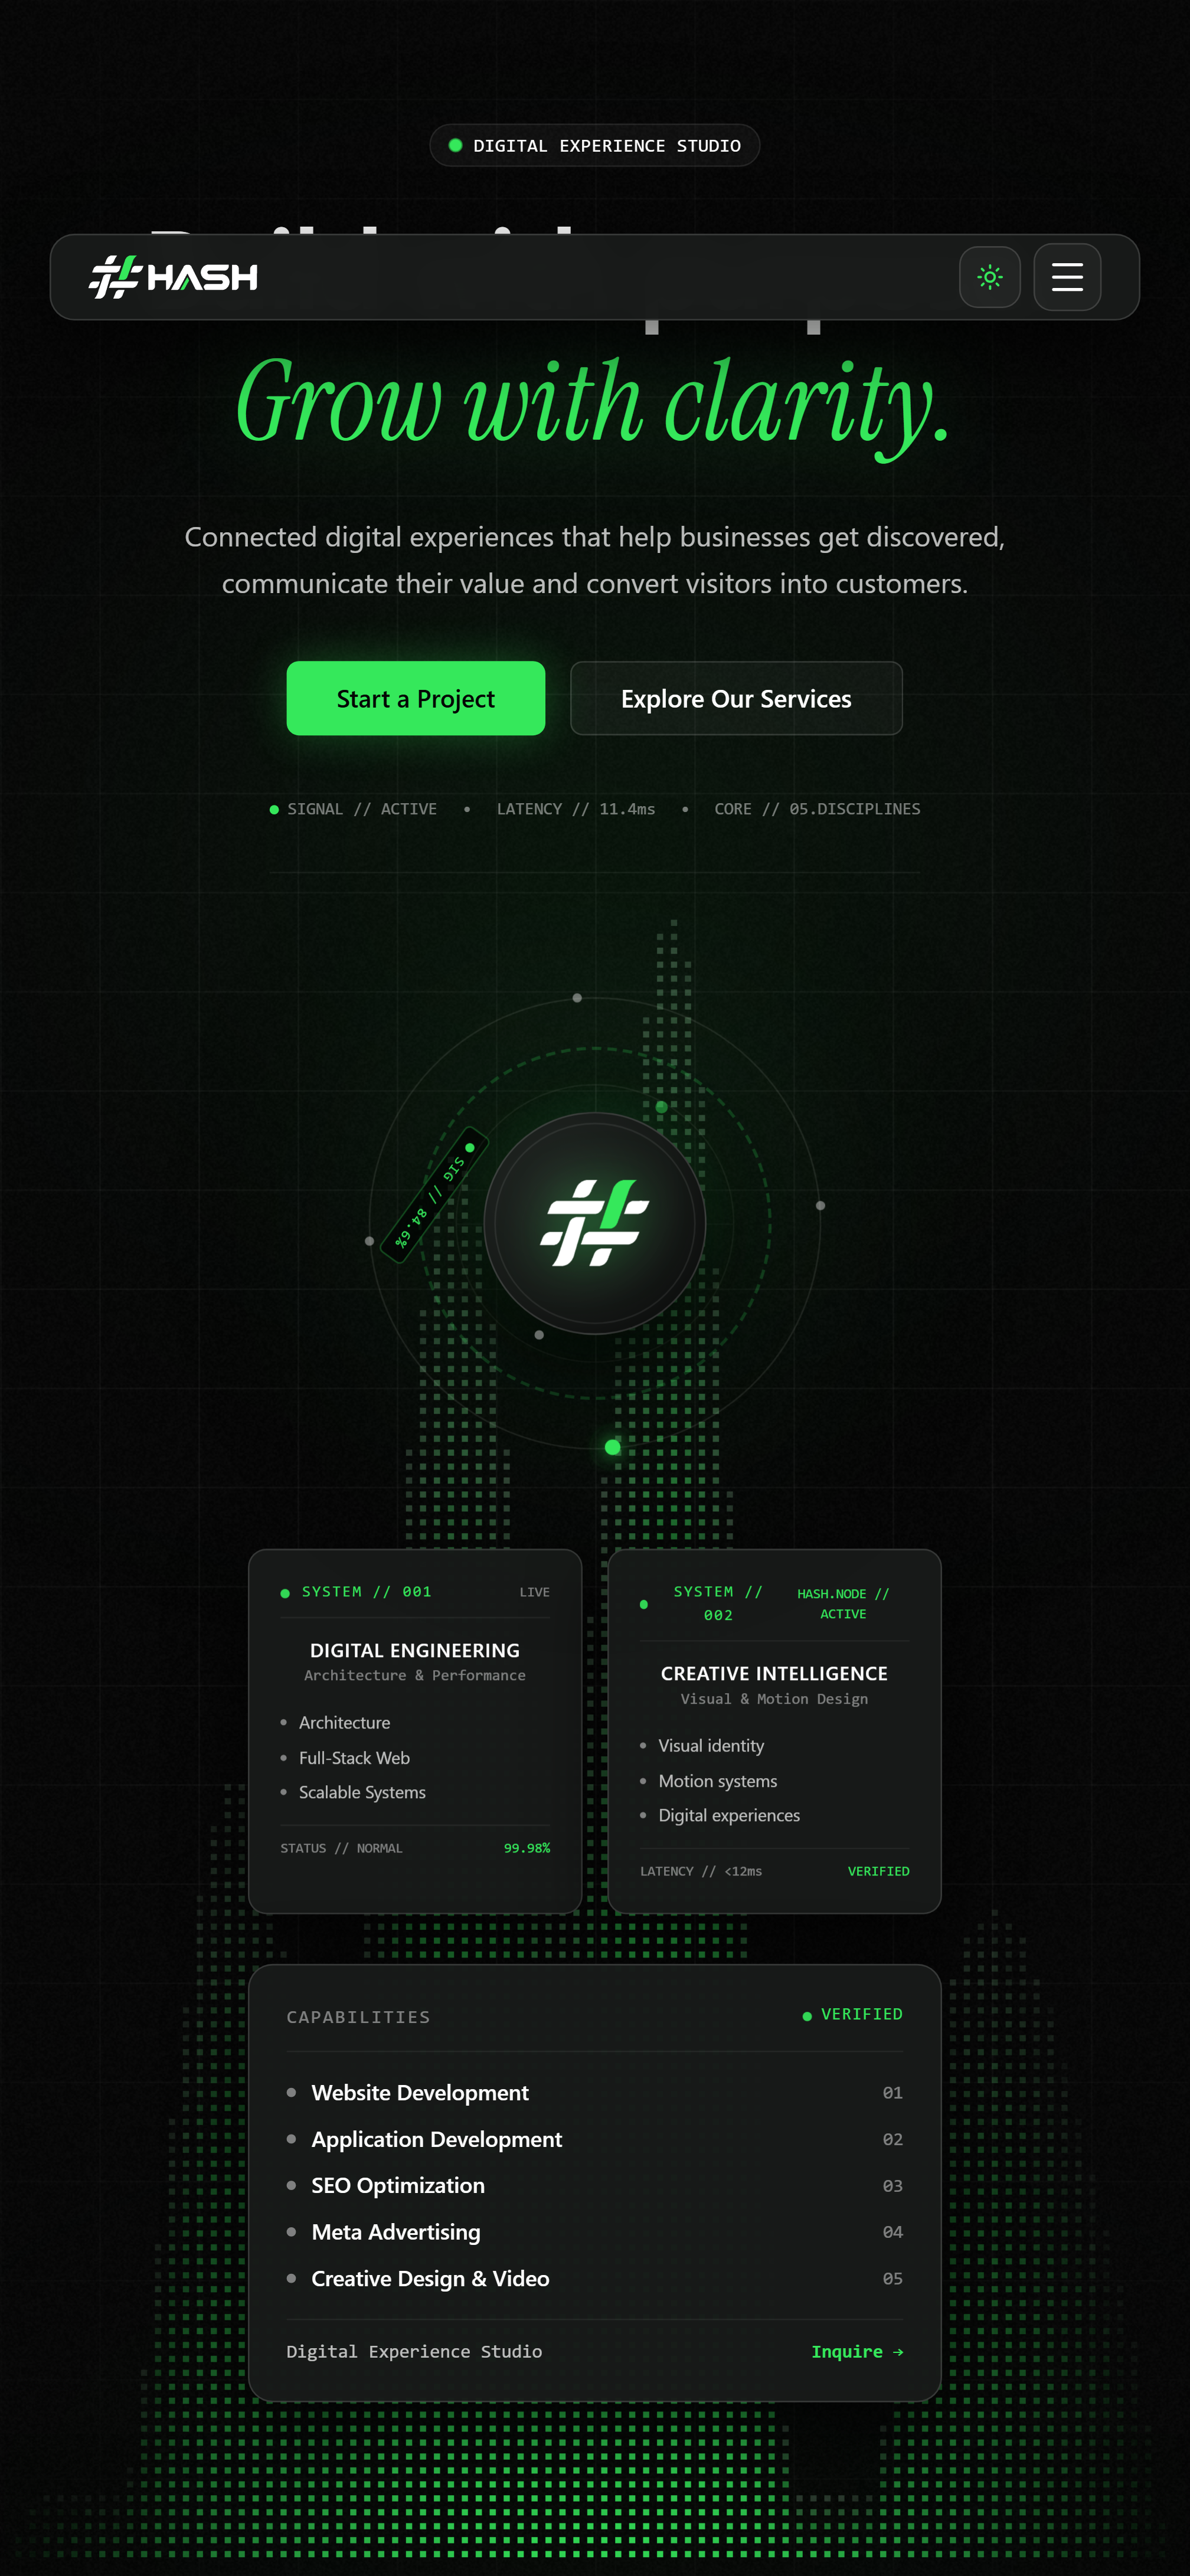 DIGITAL EXPERIENCE STUDIO
HASH
Grow with clarity.
Connected digital experiences that help businesses get discovered,
communicate their value and convert visitors into customers.
Start a Project
Explore Our Services
SIGNAL // ACTIVE • LATENCY // 11.4ms • CORE // 05.DISCIPLINES
SIG // 84.6%
SYSTEM // 001
LIVE
DIGITAL ENGINEERING
Architecture & Performance
• Architecture
• Full-Stack Web
• Scalable Systems
STATUS // NORMAL
99.98%
SYSTEM //
002
HASH.NODE //
ACTIVE
CREATIVE INTELLIGENCE
Visual & Motion Design
• Visual identity
• Motion systems
• Digital experiences
LATENCY // <12ms
VERIFIED
CAPABILITIES
VERIFIED
• Website Development 01
• Application Development 02
• SEO Optimization 03
• Meta Advertising 04
• Creative Design & Video 05
Digital Experience Studio
Inquire →